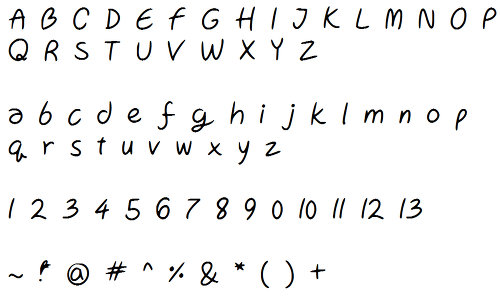 A B C D E F G H I J K L M N O P
Q R S T U V W X Y Z
a b c d e f g h i j k l m n o p
q r s t u v w x y z
1 2 3 4 5 6 7 8 9 0 10 11 12 13
~ ! @ # ^ % & * ( ) +